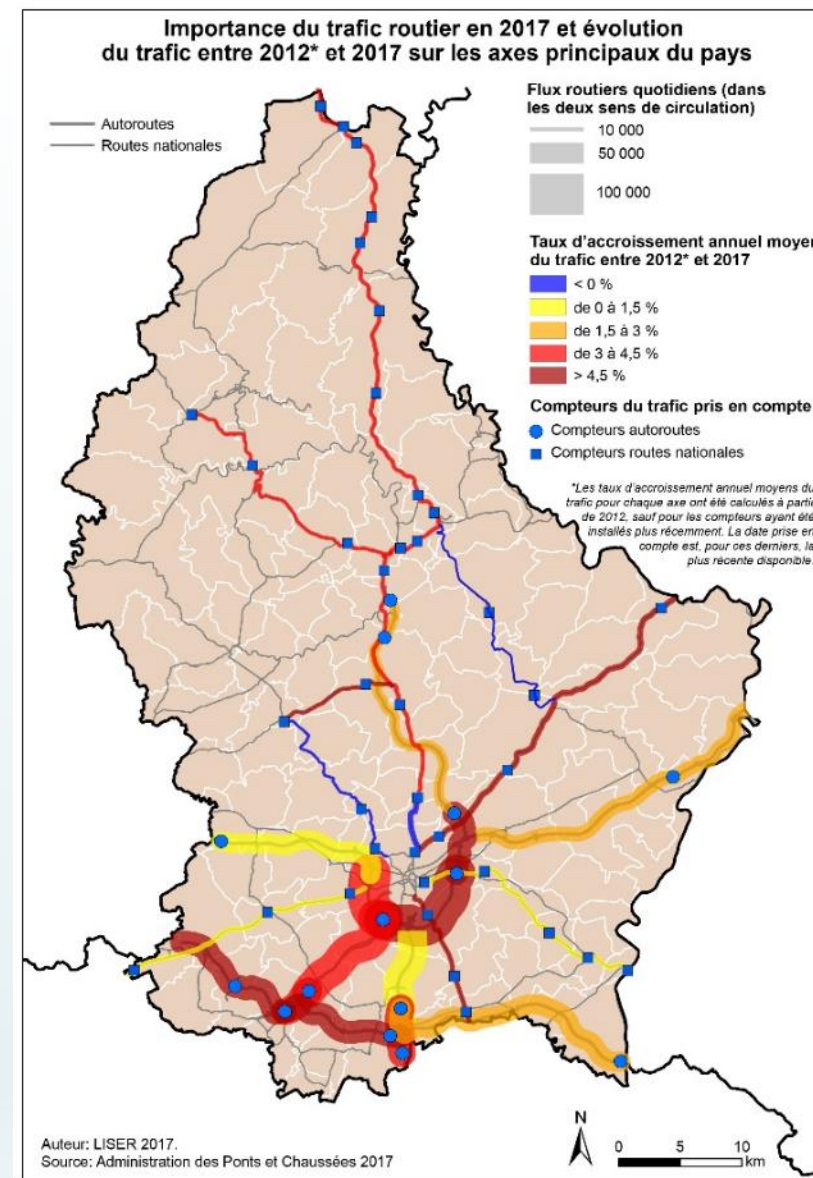 Importance du trafic routier en 2017 et évolution
du trafic entre 2012* et 2017 sur les axes principaux du pays
Autoroutes
Routes nationales
Flux routiers quotidiens (dans
les deux sens de circulation)
10 000
50 000
100 000
Taux d'accroissement annuel moyen
du trafic entre 2012* et 2017
< 0 %
de 0 à 1,5 %
de 1,5 à 3 %
de 3 à 4,5 %
> 4,5 %
Compteurs du trafic pris en compte
Compteurs autoroutes
Compteurs routes nationales
*Les taux d'accroissement annuel moyens du
trafic pour chaque axe ont été calculés à partir
de 2012, sauf pour les compteurs ayant été
installés plus récemment. La date prise en
compte est, pour ces derniers, la
plus récente disponible.
Auteur: LISER 2017.
Source: Administration des Ponts et Chaussées 2017
N
0 5 10
km